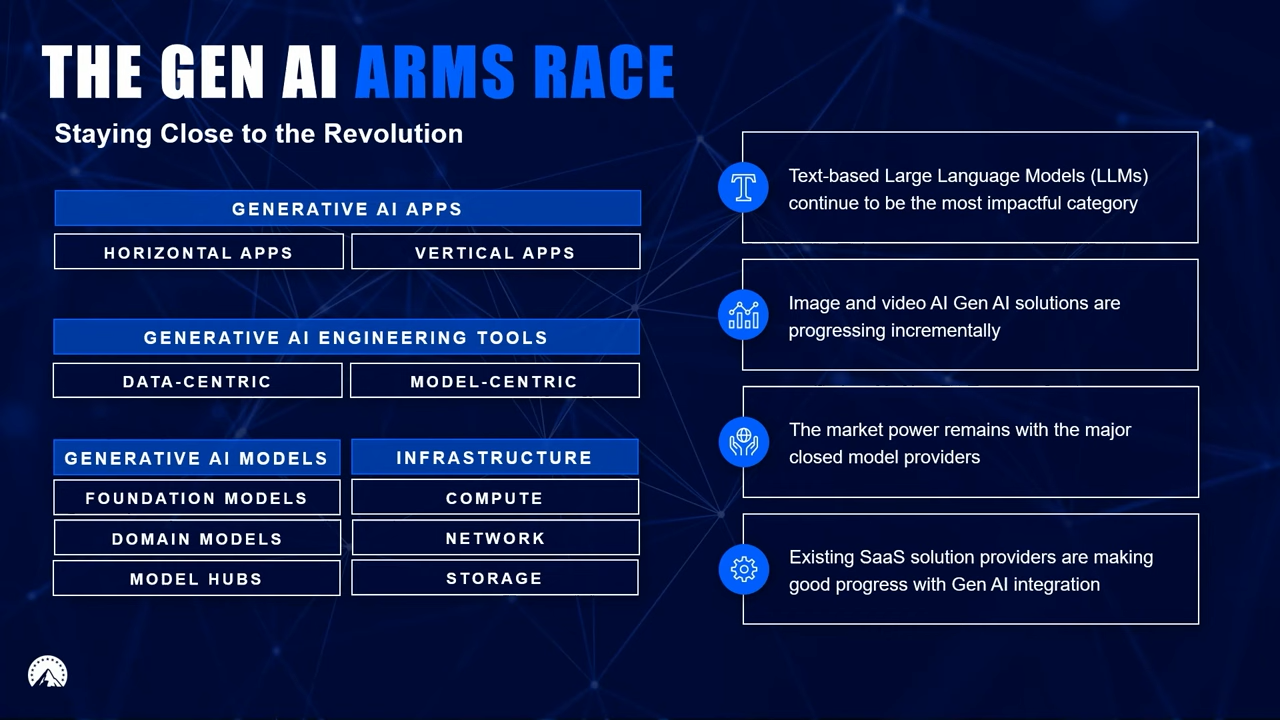 THE GEN AI ARMS RACE
Staying Close to the Revolution
GENERATIVE AI APPS
HORIZONTAL APPS
VERTICAL APPS
GENERATIVE AI ENGINEERING TOOLS
DATA-CENTRIC
MODEL-CENTRIC
GENERATIVE AI MODELS
FOUNDATION MODELS
DOMAIN MODELS
MODEL HUBS
INFRASTRUCTURE
COMPUTE
NETWORK
STORAGE
T
Text-based Large Language Models (LLMs)
continue to be the most impactful category
Image and video AI Gen AI solutions are
progressing incrementally
The market power remains with the major
closed model providers
Existing SaaS solution providers are making
good progress with Gen AI integration